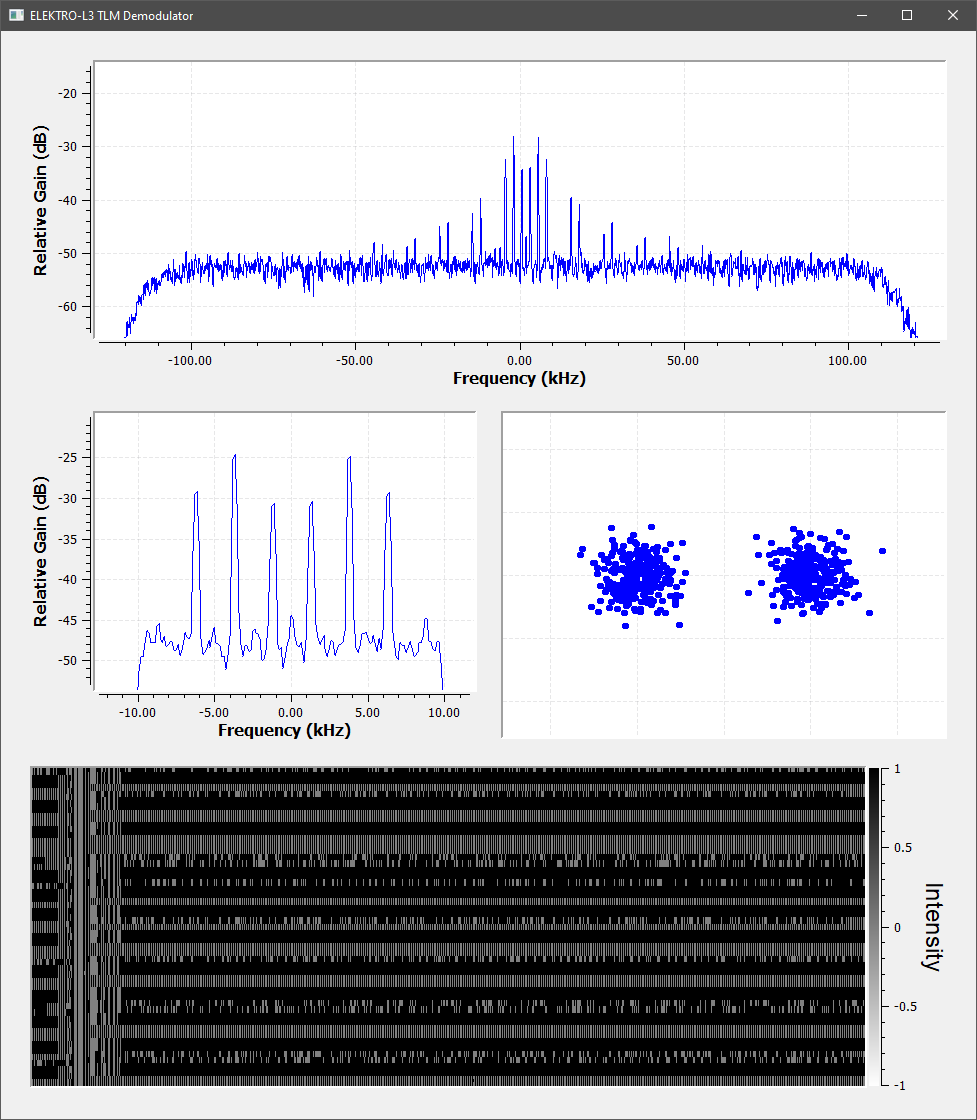 ELEKTRO-L3 TLM Demodulator
Relative Gain (dB)
-20
-30
-40
-50
-60
-100.00 -50.00 0.00 50.00 100.00
Frequency (kHz)
Relative Gain (dB)
-25
-30
-35
-40
-45
-50
-10.00 -5.00 0.00 5.00 10.00
Frequency (kHz)
1
0.5
0
-0.5
-1
Intensity